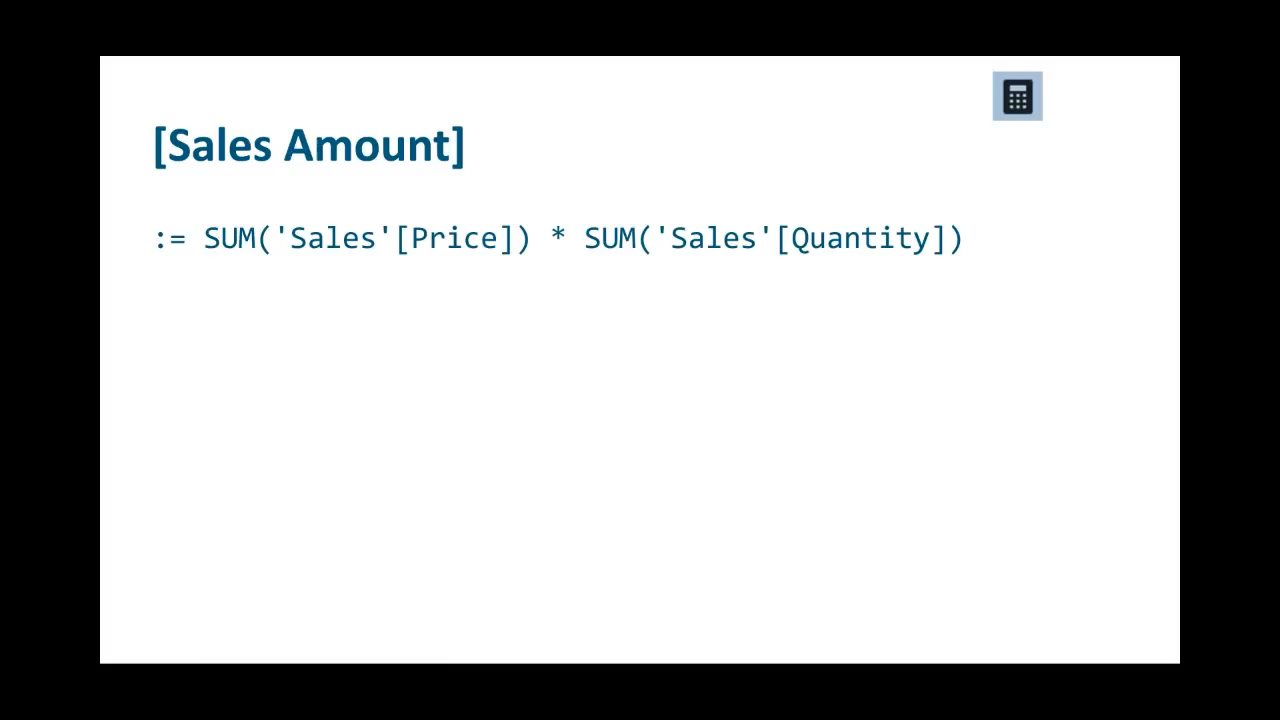 [Sales Amount]
:= SUM('Sales'[Price]) * SUM('Sales'[Quantity])